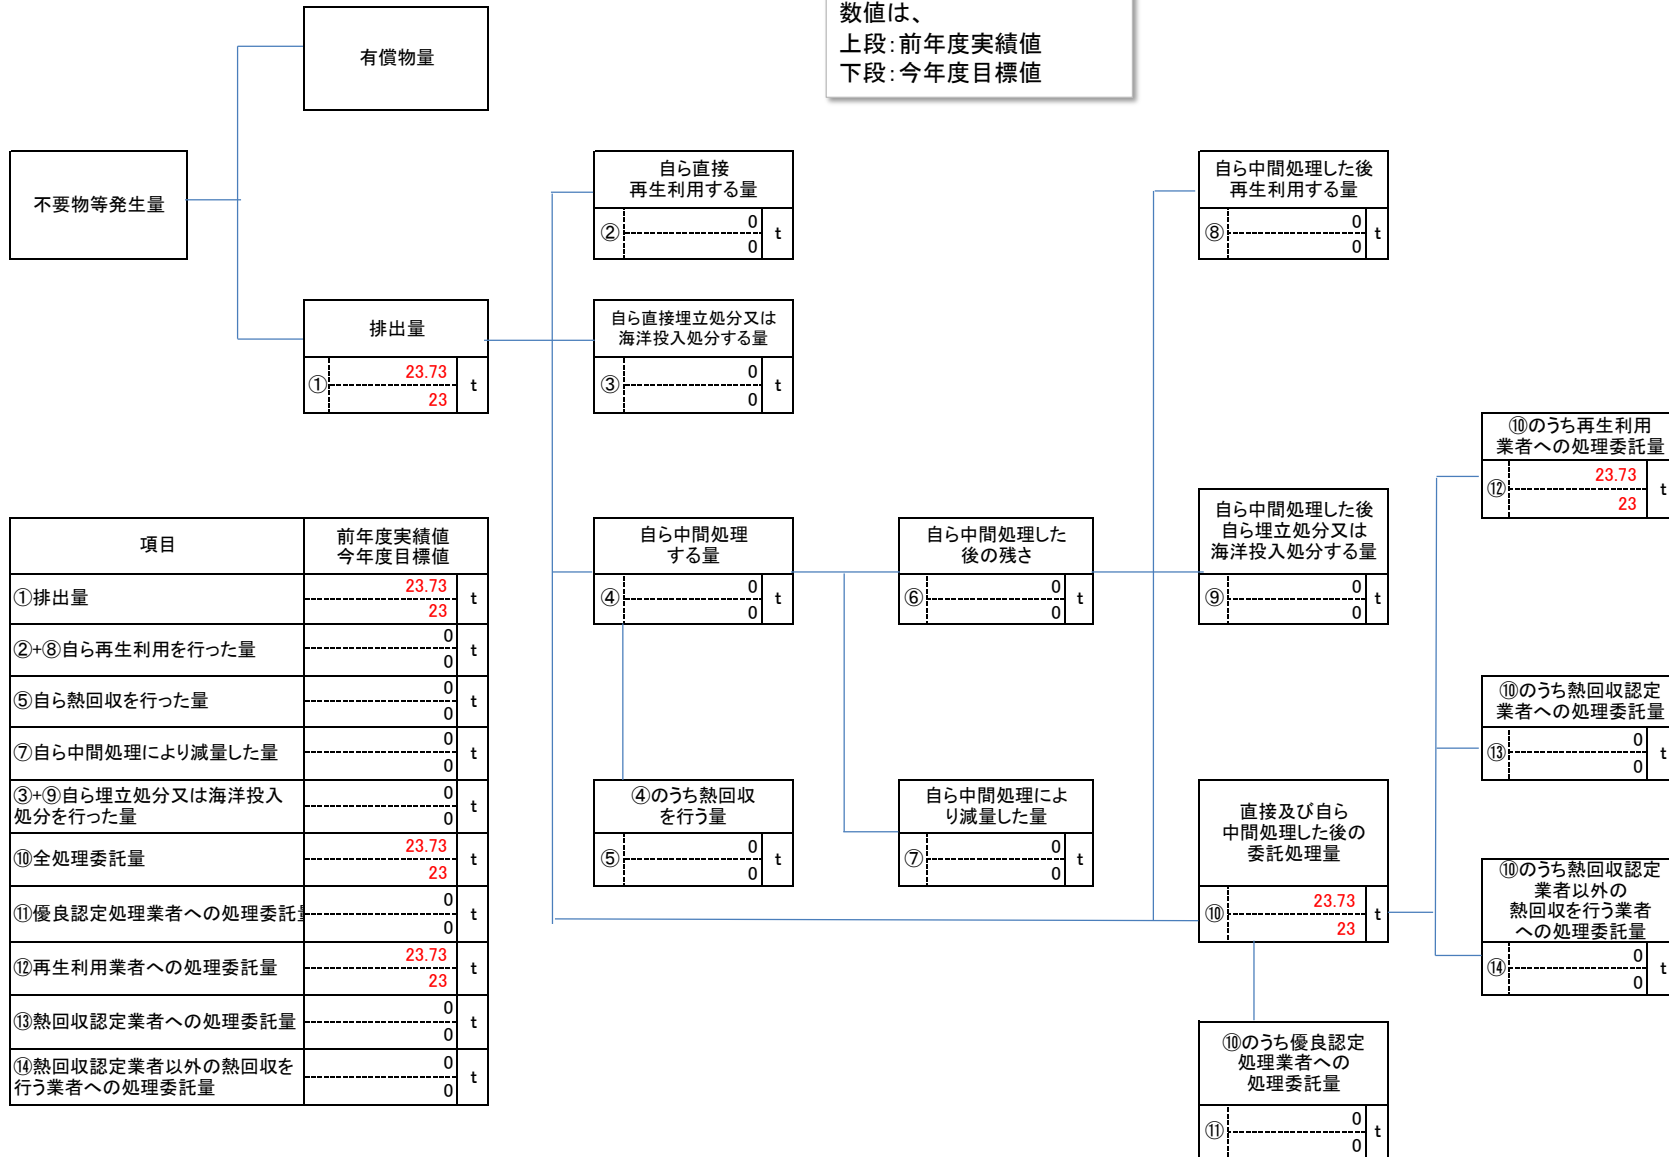 数値は、
上段：前年度実績値
下段：今年度目標値
有償物量
不要物等発生量
排出量
① 23.73 t
23
自ら直接
再生利用する量
② 0 t
0
自ら直接埋立処分又は
海洋投入処分する量
③ 0 t
0
自ら中間処理
する量
④ 0 t
0
④のうち熱回収
を行う量
⑤ 0 t
0
自ら中間処理した
後の残さ
⑥ 0 t
0
自ら中間処理によ
り減量した量
⑦ 0 t
0
自ら中間処理した後
再生利用する量
⑧ 0 t
0
自ら中間処理した後
自ら埋立処分又は
海洋投入処分する量
⑨ 0 t
0
直接及び自ら
中間処理した後の
委託処理量
⑩ 23.73 t
23
⑩のうち優良認定
処理業者への
処理委託量
⑪ 0 t
0
⑩のうち再生利用
業者への処理委託量
⑫ 23.73 t
23
⑩のうち熱回収認定
業者への処理委託量
⑬ 0 t
0
⑩のうち熱回収認定
業者以外の
熱回収を行う業者
への処理委託量
⑭ 0 t
0
項目 前年度実績値
今年度目標値
①排出量 23.73 t
23
②+⑧自ら再生利用を行った量 0 t
0
⑤自ら熱回収を行った量 0 t
0
⑦自ら中間処理により減量した量 0 t
0
③+⑨自ら埋立処分又は海洋投入
処分を行った量 0 t
0
⑩全処理委託量 23.73 t
23
⑪優良認定処理業者への処理委託 0 t
0
⑫再生利用業者への処理委託量 23.73 t
23
⑬熱回収認定業者への処理委託量 0 t
0
⑭熱回収認定業者以外の熱回収を
行う業者への処理委託量 0 t
0